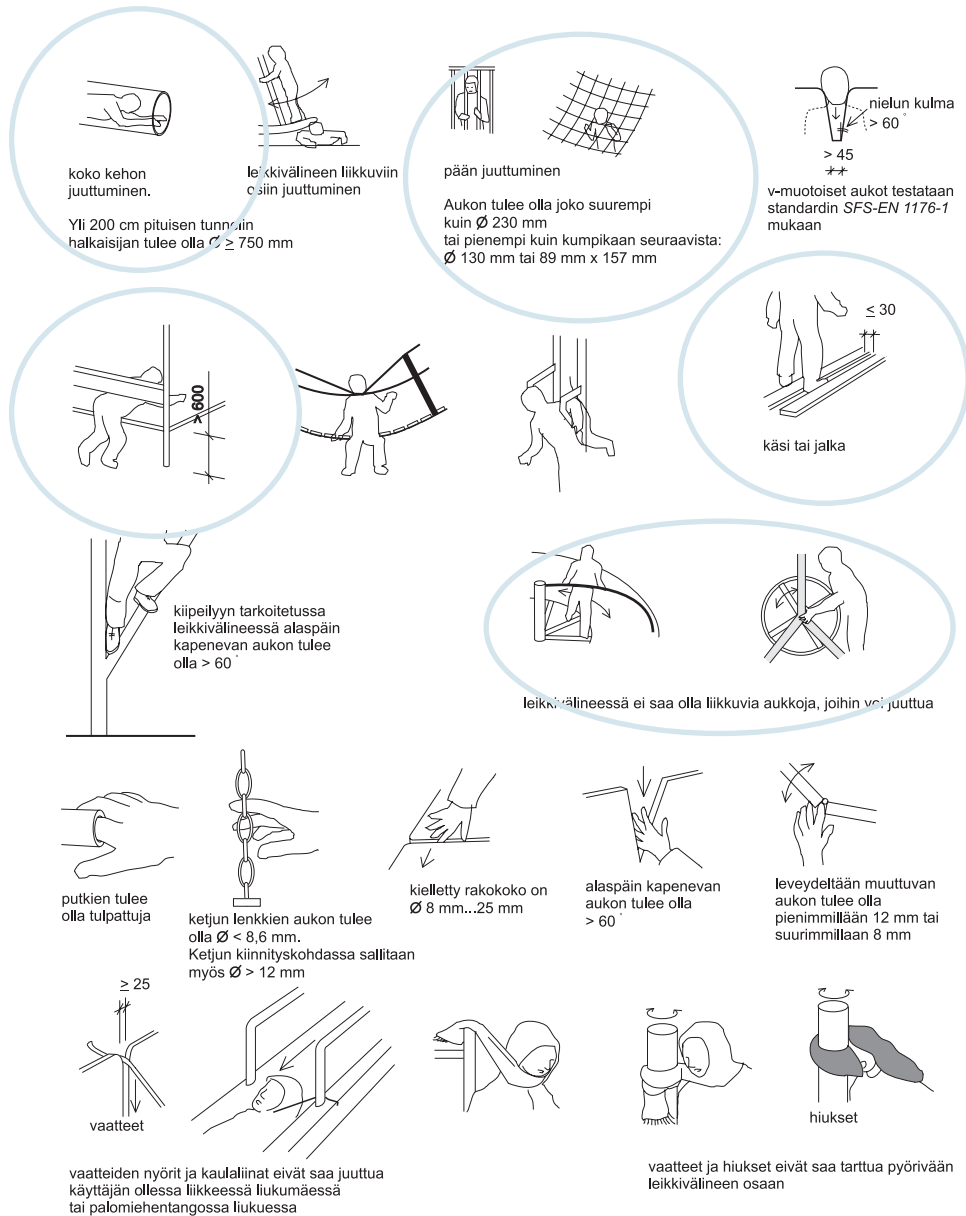 koko kehon
juuttuminen.
Yli 200 cm pituisen tunnelin
halkaisijan tulee olla Ø ≥ 750 mm
leikkivälineen liikkuviin
osiin juuttuminen
pään juuttuminen
Aukon tulee olla joko suurempi
kuin Ø 230 mm
tai pienempi kuin kumpikaan seuraavista:
Ø 130 mm tai 89 mm x 157 mm
nielun kulma
> 60°
> 45
v-muotoiset aukot testataan
standardin SFS-EN 1176-1
mukaan
> 600
≤ 30
käsi tai jalka
kiipeilyyn tarkoitetussa
leikkivälineessä alaspäin
kapenevan aukon tulee
olla > 60°
leikkivälineessä ei saa olla liikkuvia aukkoja, joihin voi juuttua
putkien tulee
olla tulpattuja
ketjun lenkkien aukon tulee
olla Ø < 8,6 mm.
Ketjun kiinnityskohdassa sallitaan
myös Ø > 12 mm
kielletty rakokoko on
Ø 8 mm...25 mm
alaspäin kapenevan
aukon tulee olla
> 60°
leveydeltään muuttuvan
aukon tulee olla
pienimmillään 12 mm tai
suurimmillaan 8 mm
≥ 25
vaatteet
hiukset
vaatteiden nyörit ja kaulaliinat eivät saa juuttua
käyttäjän ollessa liikkeessä liukumäessä
tai palomiehentangossa liukuessa
vaatteet ja hiukset eivät saa tarttua pyörivään
leikkivälineen osaan